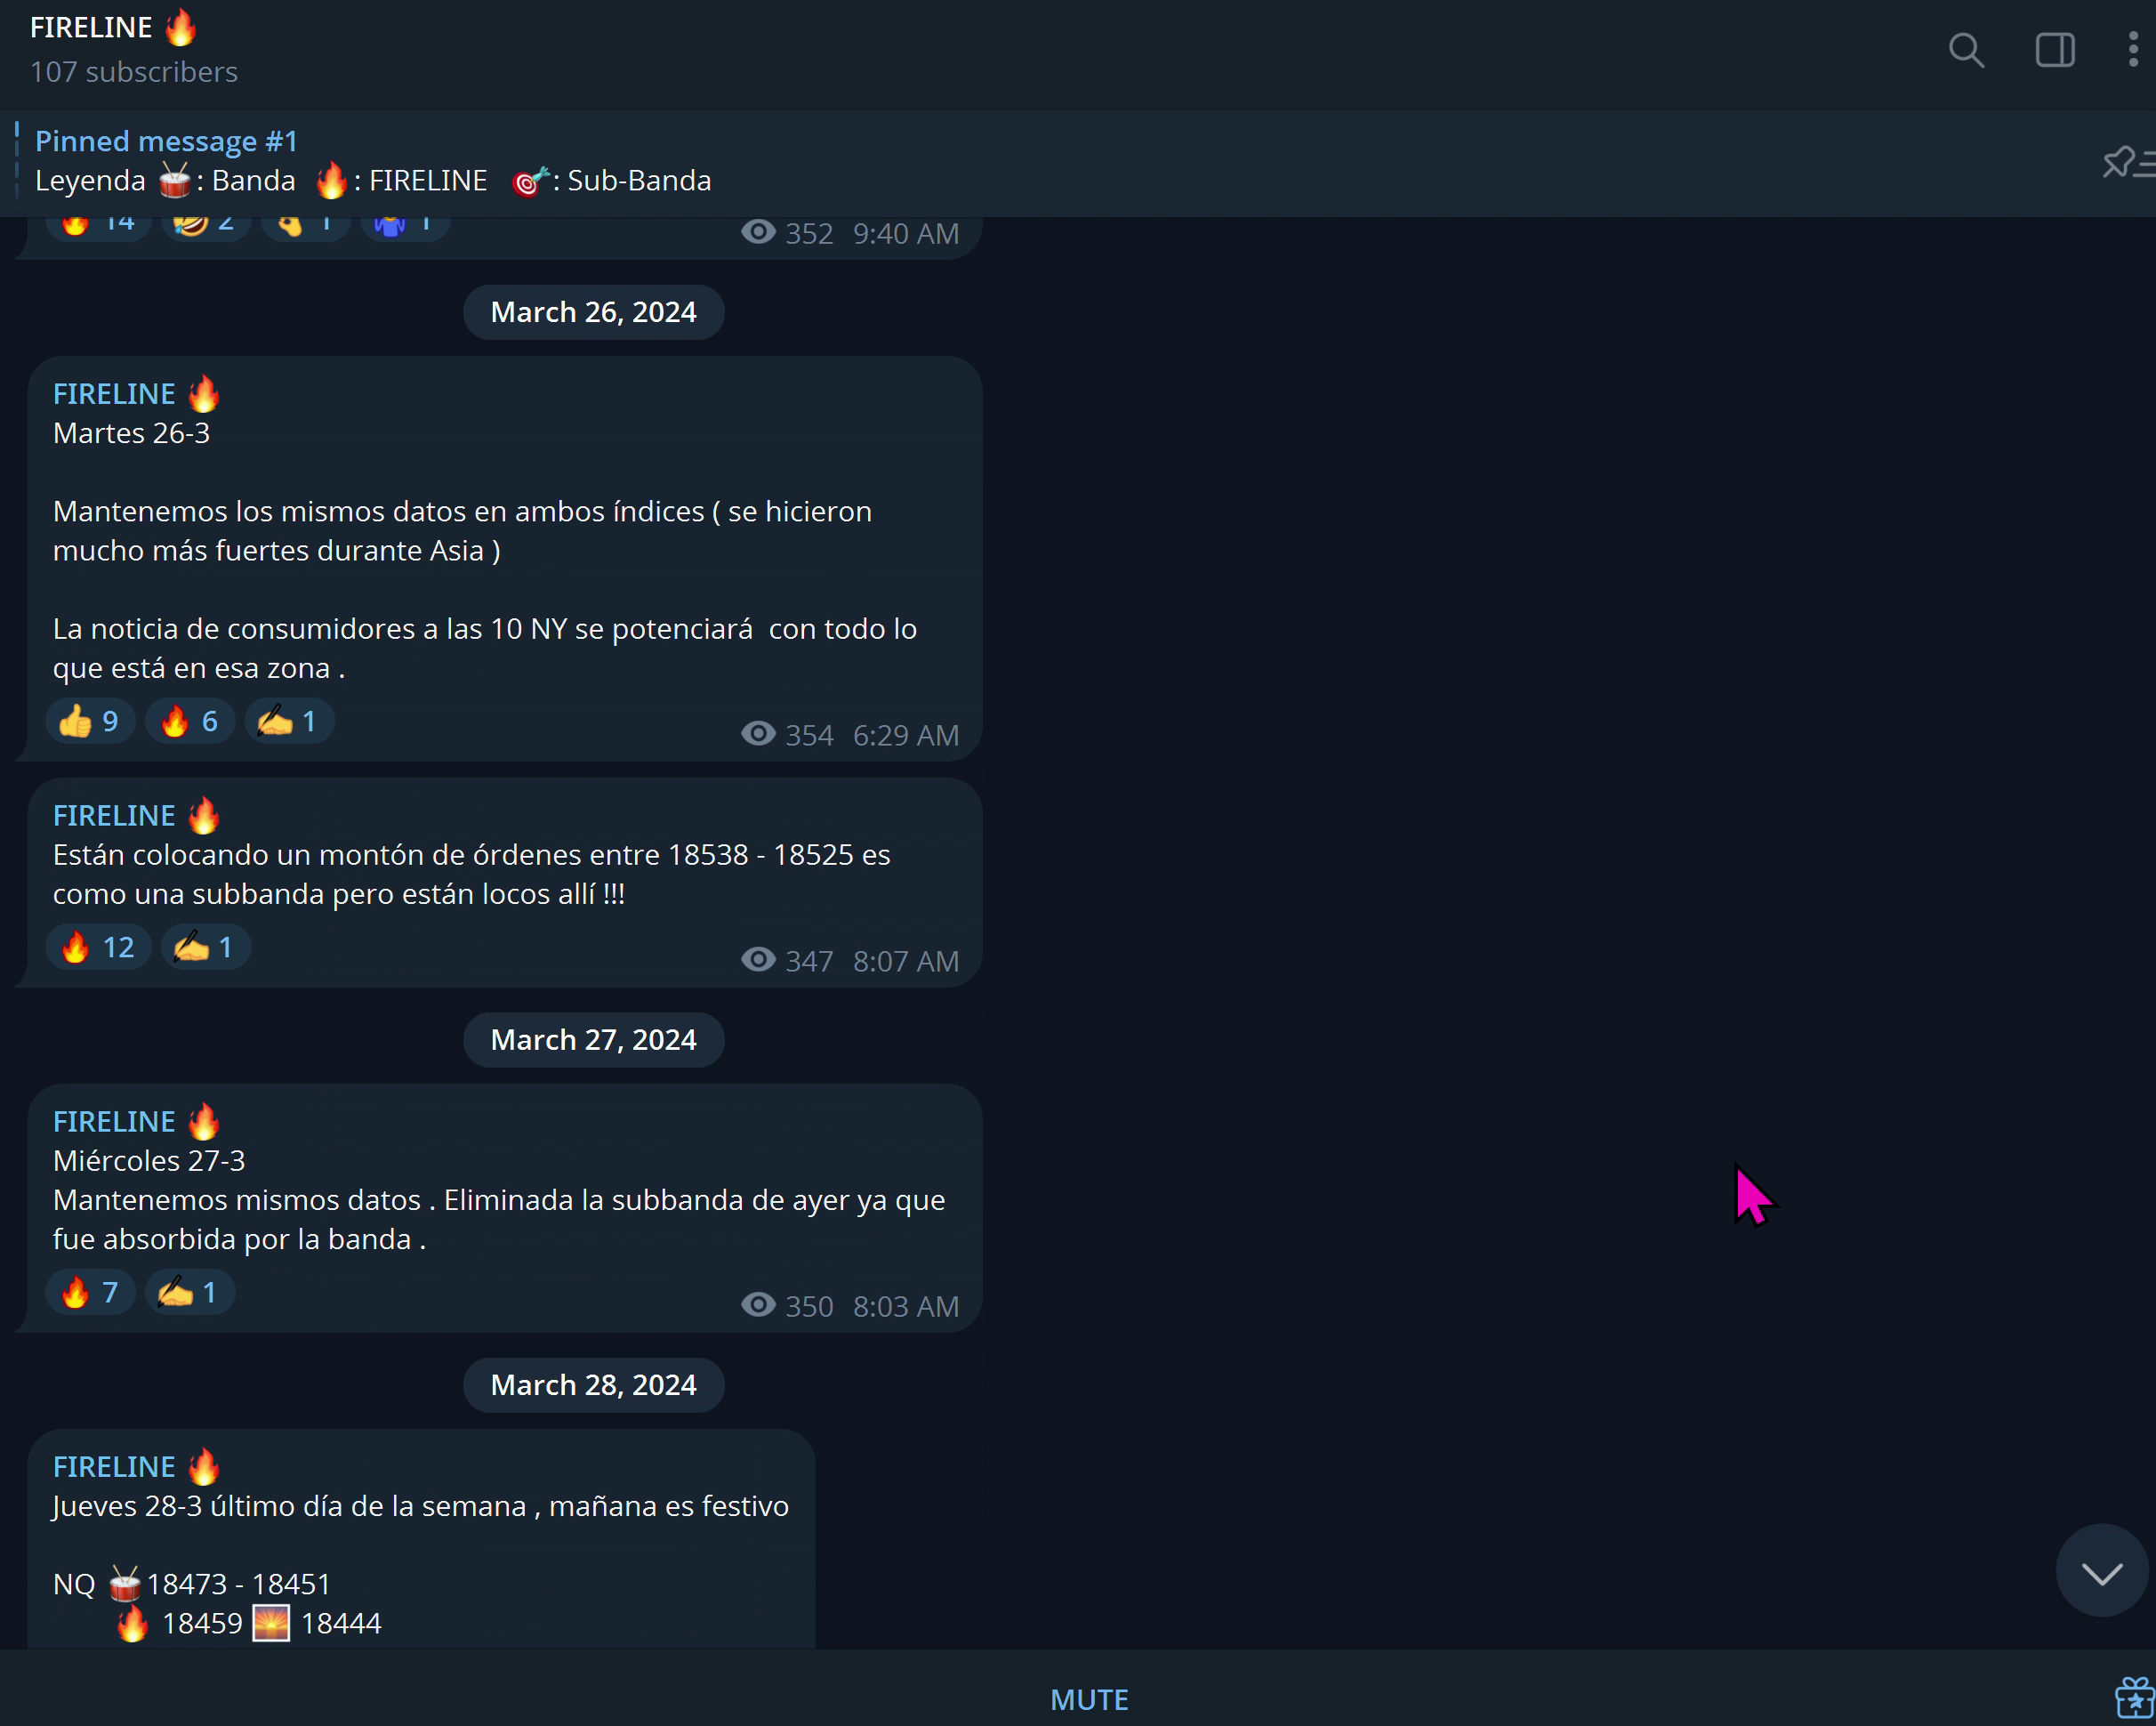 FIRELINE 🔥
107 subscribers
Pinned message #1
Leyenda 🥁: Banda 🔥: FIRELINE 🎯: Sub-Banda
🔥 14 🤣 2 1 1 352 9:40 AM
March 26, 2024
FIRELINE 🔥
Martes 26-3
Mantenemos los mismos datos en ambos índices ( se hicieron
mucho más fuertes durante Asia )
La noticia de consumidores a las 10 NY se potenciará  con todo lo
que está en esa zona .
👍 9 🔥 6 ✍ 1 354 6:29 AM
FIRELINE 🔥
Están colocando un montón de órdenes entre 18538 - 18525 es
como una subbanda pero están locos allí !!!
🔥 12 ✍ 1 347 8:07 AM
March 27, 2024
FIRELINE 🔥
Miércoles 27-3
Mantenemos mismos datos . Eliminada la subbanda de ayer ya que
fue absorbida por la banda .
🔥 7 ✍ 1 350 8:03 AM
March 28, 2024
FIRELINE 🔥
Jueves 28-3 último día de la semana , mañana es festivo
NQ 🥁18473 - 18451
🔥 18459 🌅 18444
MUTE